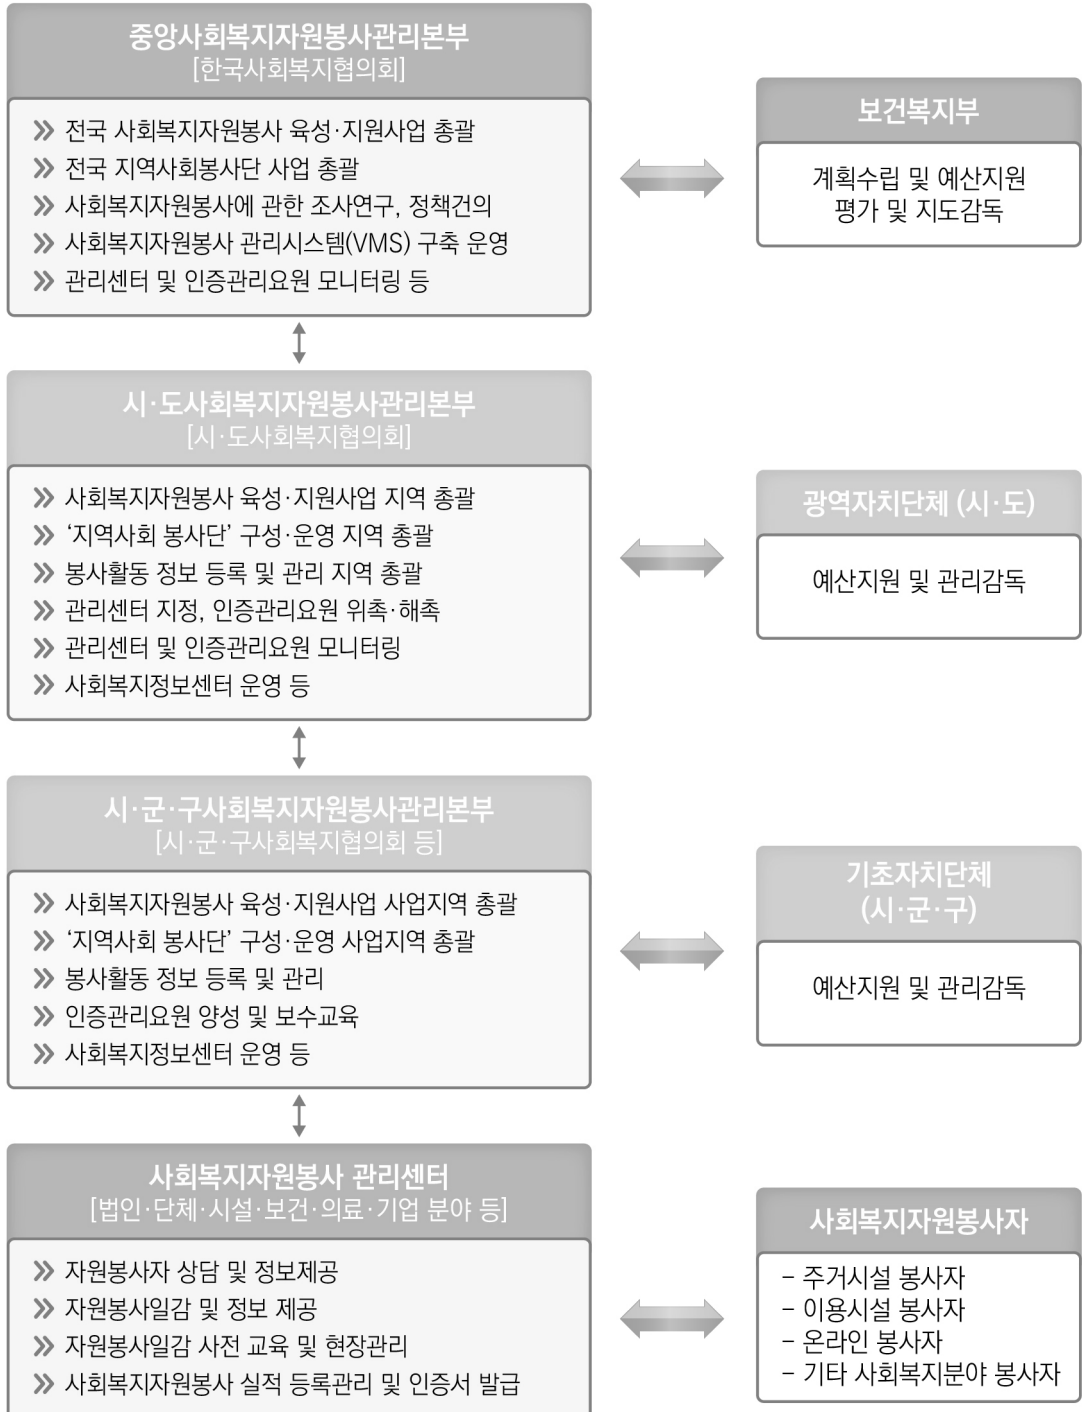 중앙사회복지자원봉사관리본부
[한국사회복지협의회]
» 전국 사회복지자원봉사 육성·지원사업 총괄
» 전국 지역사회봉사단 사업 총괄
» 사회복지자원봉사에 관한 조사연구, 정책건의
» 사회복지자원봉사 관리시스템(VMS) 구축 운영
» 관리센터 및 인증관리요원 모니터링 등
보건복지부
계획수립 및 예산지원
평가 및 지도감독
시·도사회복지자원봉사관리본부
[시·도사회복지협의회]
» 사회복지자원봉사 육성·지원사업 지역 총괄
» ‘지역사회 봉사단’ 구성·운영 지역 총괄
» 봉사활동 정보 등록 및 관리 지역 총괄
» 관리센터 지정, 인증관리요원 위촉·해촉
» 관리센터 및 인증관리요원 모니터링
» 사회복지정보센터 운영 등
광역자치단체 (시·도)
예산지원 및 관리감독
시·군·구사회복지자원봉사관리본부
[시·군·구사회복지협의회 등]
» 사회복지자원봉사 육성·지원사업 사업지역 총괄
» ‘지역사회 봉사단’ 구성·운영 사업지역 총괄
» 봉사활동 정보 등록 및 관리
» 인증관리요원 양성 및 보수교육
» 사회복지정보센터 운영 등
기초자치단체
(시·군·구)
예산지원 및 관리감독
사회복지자원봉사 관리센터
[법인·단체·시설·보건·의료·기업 분야 등]
» 자원봉사자 상담 및 정보제공
» 자원봉사일감 및 정보 제공
» 자원봉사일감 사전 교육 및 현장관리
» 사회복지자원봉사 실적 등록관리 및 인증서 발급
사회복지자원봉사자
- 주거시설 봉사자
- 이용시설 봉사자
- 온라인 봉사자
- 기타 사회복지분야 봉사자